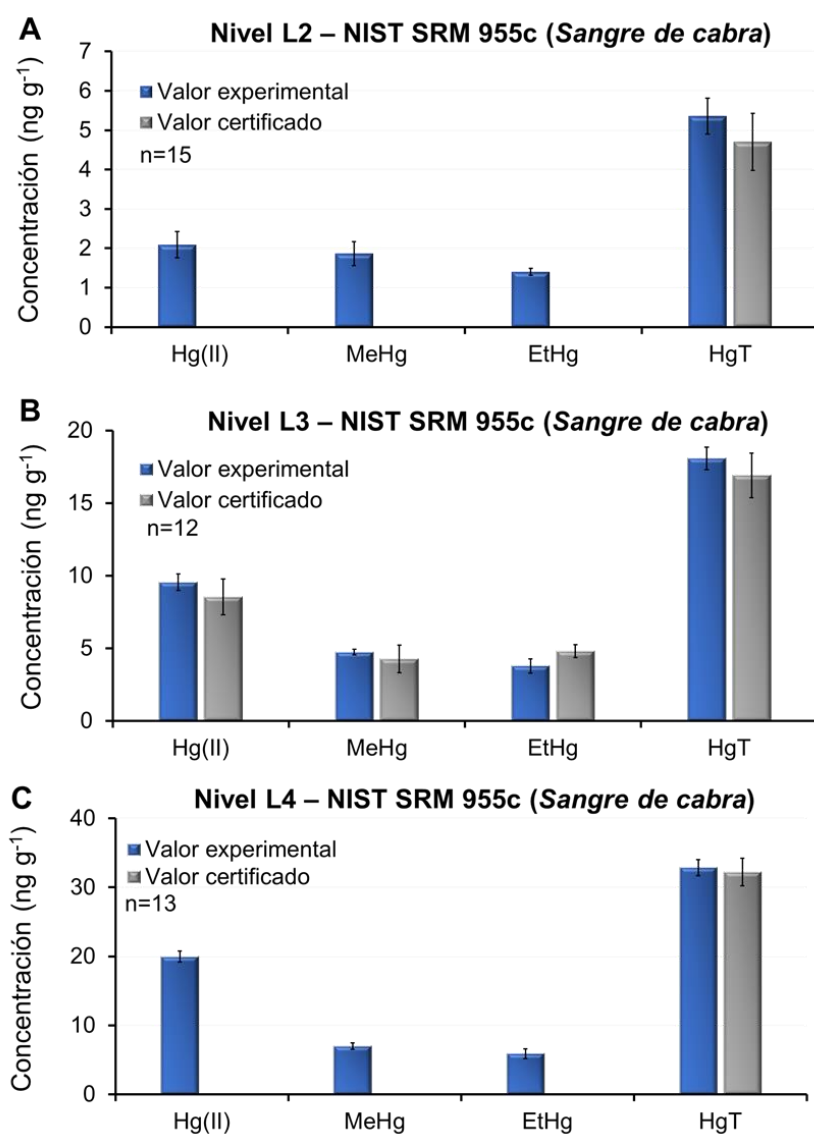 A
Nivel L2 – NIST SRM 955c (Sangre de cabra)
Concentración (ng g⁻¹)
7
6
5
4
3
2
1
0
Valor experimental
Valor certificado
n=15
Hg(II) MeHg EtHg HgT
B
Nivel L3 – NIST SRM 955c (Sangre de cabra)
Concentración (ng g⁻¹)
20
15
10
5
0
Valor experimental
Valor certificado
n=12
Hg(II) MeHg EtHg HgT
C
Nivel L4 – NIST SRM 955c (Sangre de cabra)
Concentración (ng g⁻¹)
40
30
20
10
0
Valor experimental
Valor certificado
n=13
Hg(II) MeHg EtHg HgT